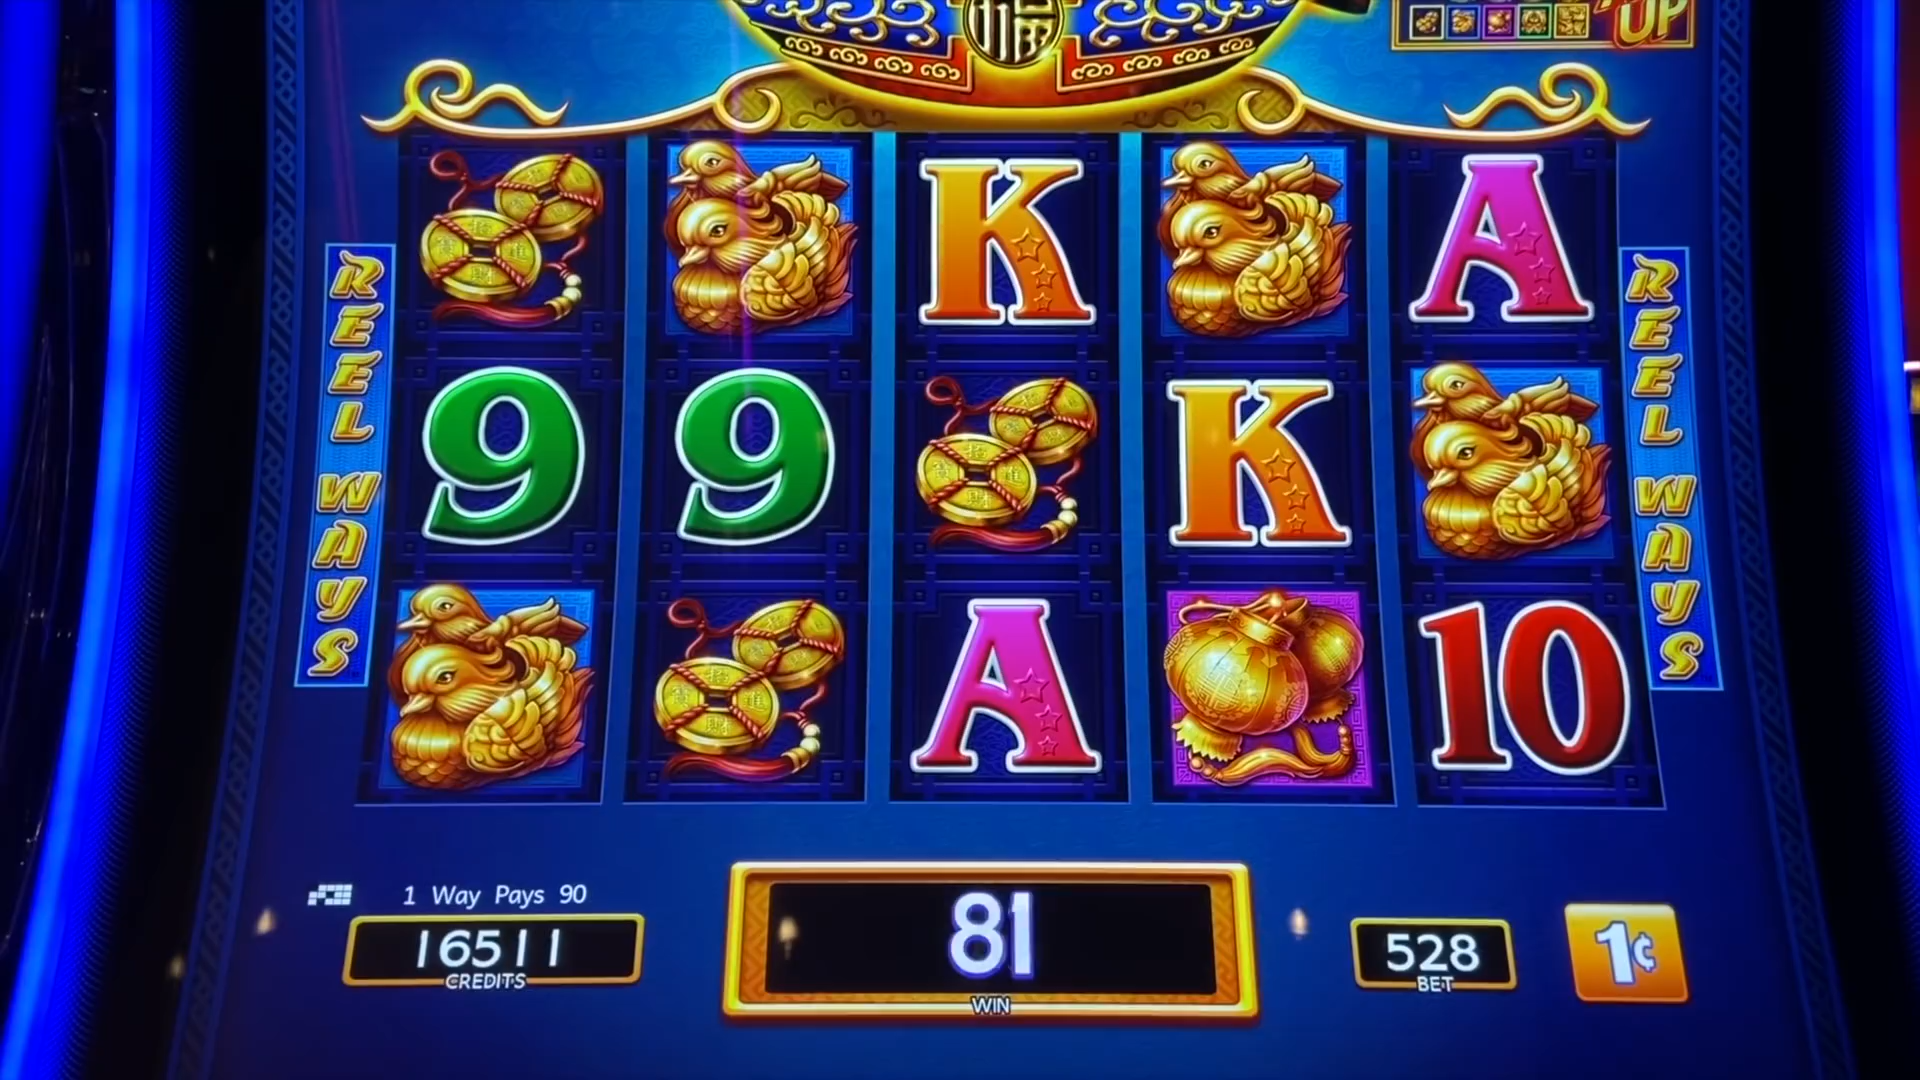 福
UP
K
A
9
9
K
A
10
REEL WAYS
REEL WAYS
1 Way Pays 90
16511
CREDITS
81
WIN
528
BET
1¢